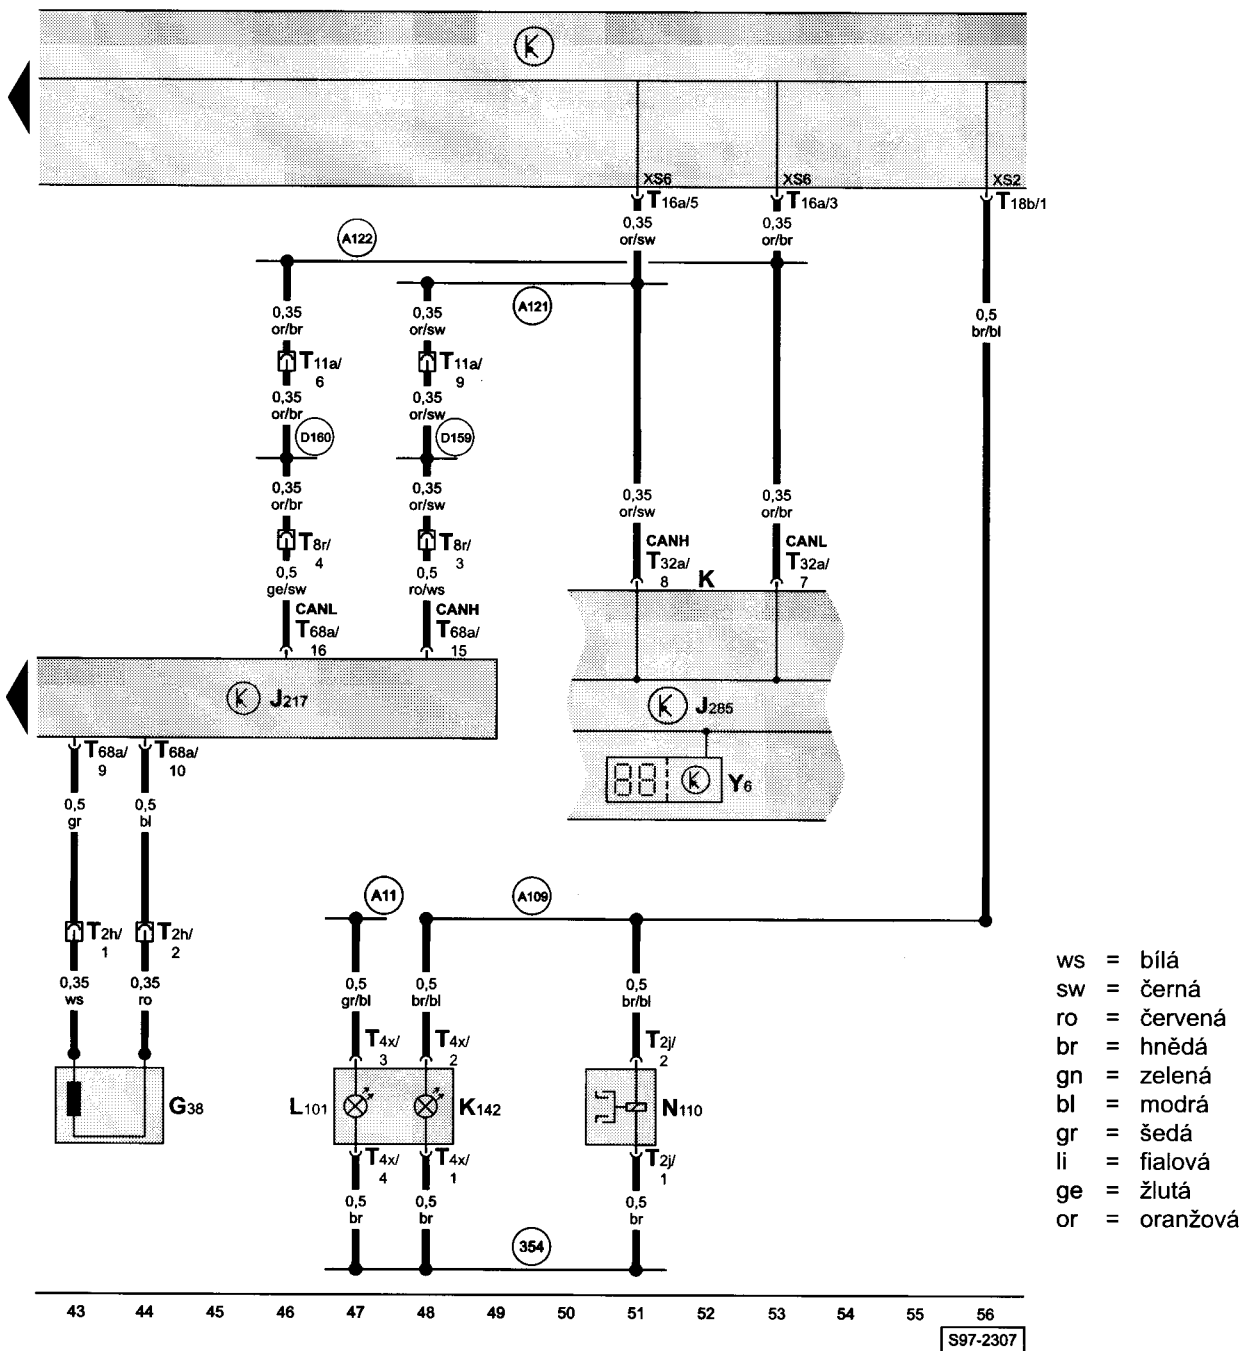 XS6 XS6 XS2
T16a/5 T16a/3 T18b/1
0,35 0,35
or/sw or/br
A122
A121
0,35 0,35 0,5
or/br or/sw br/bl
T11a/ T11a/
6 9
0,35 0,35
or/br or/sw
D160 D159
0,35 0,35 0,35 0,35
or/br or/sw or/sw or/br
T8r/ T8r/ CANH CANL
4 3 T32a/ T32a/
0,5 0,5 8 K 7
ge/sw ro/ws
CANL CANH
T68a/ T68a/
16 15
J217 J285
T68a/ T68a/
9 10
Y6
0,5 0,5
gr bl
A11 A109
T2h/ T2h/
1 2
0,35 0,35 0,5 0,5 0,5
ws ro gr/bl br/bl br/bl
T4x/ T4x/ T2j/
3 2 2
G38 L101 K142 N110
T4x/ T4x/ T2j/
4 1 1
0,5 0,5 0,5
br br br
354
ws = bílá
sw = černá
ro = červená
br = hnědá
gn = zelená
bl = modrá
gr = šedá
li = fialová
ge = žlutá
or = oranžová
43 44 45 46 47 48 49 50 51 52 53 54 55 56
S97-2307